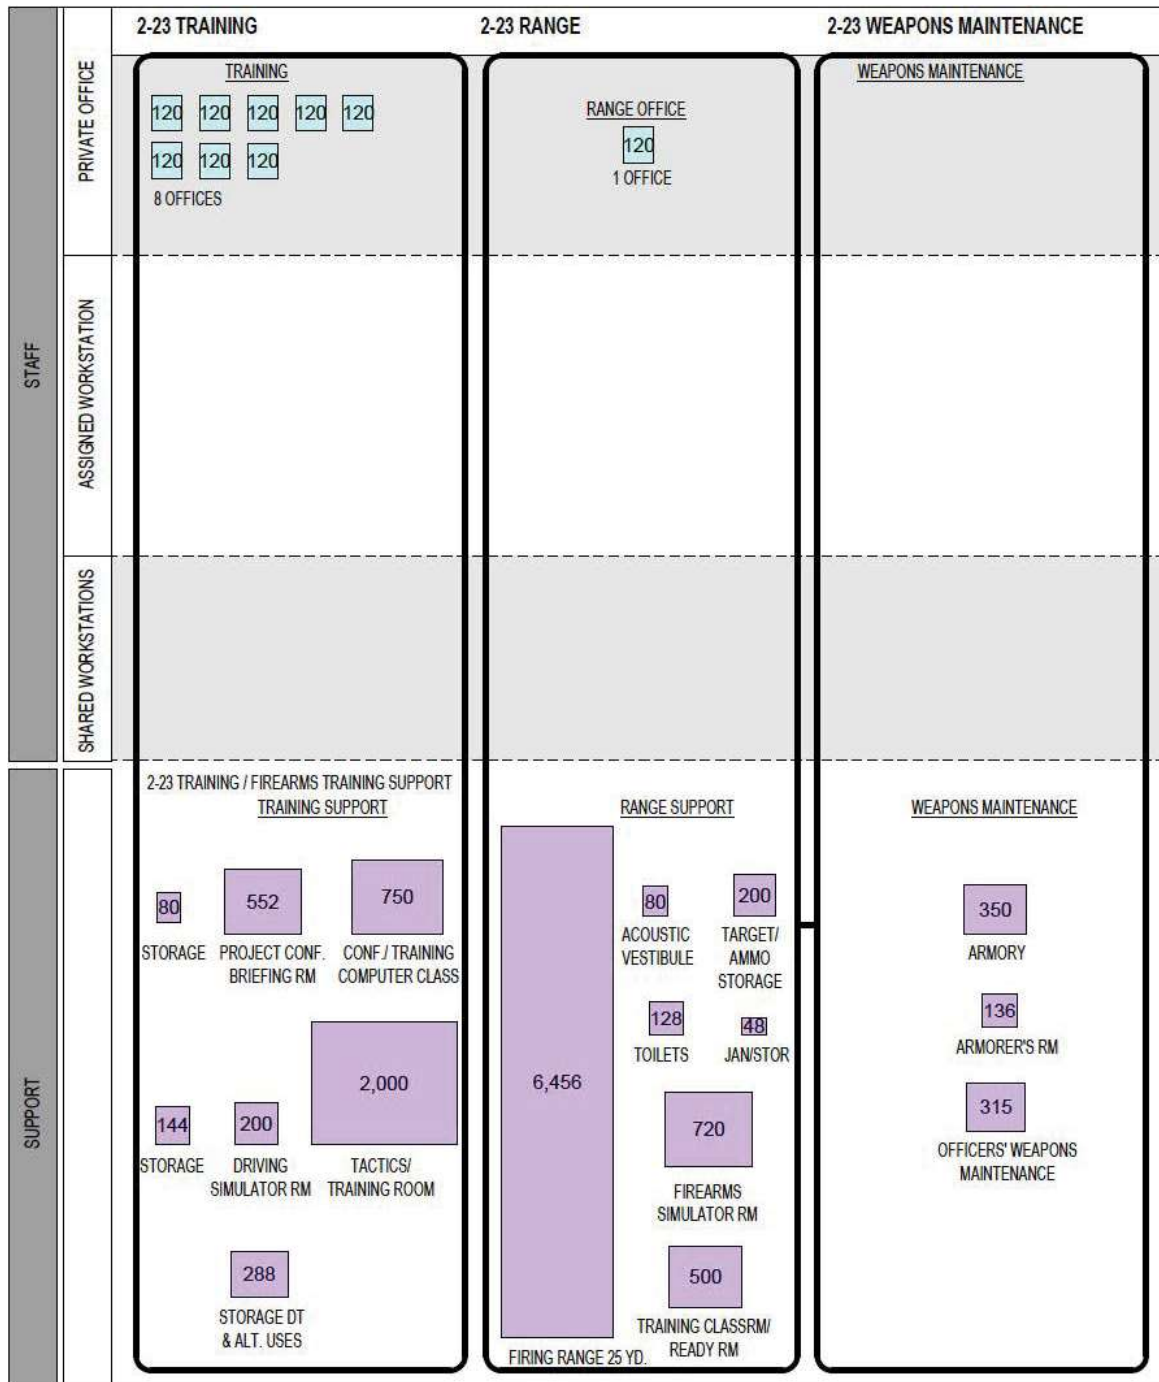 2-23 TRAINING
2-23 RANGE
2-23 WEAPONS MAINTENANCE
STAFF
PRIVATE OFFICE
TRAINING
120 120 120 120 120
120 120 120
8 OFFICES
RANGE OFFICE
120
1 OFFICE
WEAPONS MAINTENANCE
ASSIGNED WORKSTATION
SHARED WORKSTATIONS
SUPPORT
2-23 TRAINING / FIREARMS TRAINING SUPPORT
TRAINING SUPPORT
80
STORAGE
552
PROJECT CONF.
BRIEFING RM
750
CONF./ TRAINING
COMPUTER CLASS
144
STORAGE
200
DRIVING
SIMULATOR RM
2,000
TACTICS/
TRAINING ROOM
288
STORAGE DT
& ALT. USES
RANGE SUPPORT
6,456
FIRING RANGE 25 YD.
80
ACOUSTIC
VESTIBULE
200
TARGET/
AMMO
STORAGE
128
TOILETS
48
JAN/STOR
720
FIREARMS
SIMULATOR RM
500
TRAINING CLASSRM/
READY RM
WEAPONS MAINTENANCE
350
ARMORY
136
ARMORER'S RM
315
OFFICERS' WEAPONS
MAINTENANCE